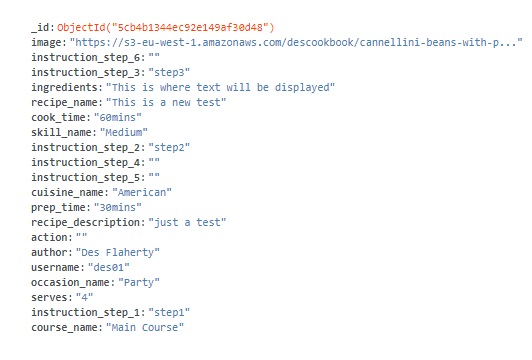 _id: ObjectId("5cb4b1344ec92e149af30d48")
image: "https://s3-eu-west-1.amazonaws.com/descookbook/cannellini-beans-with-p..."
instruction_step_6: ""
instruction_step_3: "step3"
ingredients: "This is where text will be displayed"
recipe_name: "This is a new test"
cook_time: "60mins"
skill_name: "Medium"
instruction_step_2: "step2"
instruction_step_4: ""
instruction_step_5: ""
cuisine_name: "American"
prep_time: "30mins"
recipe_description: "just a test"
action: ""
author: "Des Flaherty"
username: "des01"
occasion_name: "Party"
serves: "4"
instruction_step_1: "step1"
course_name: "Main Course"